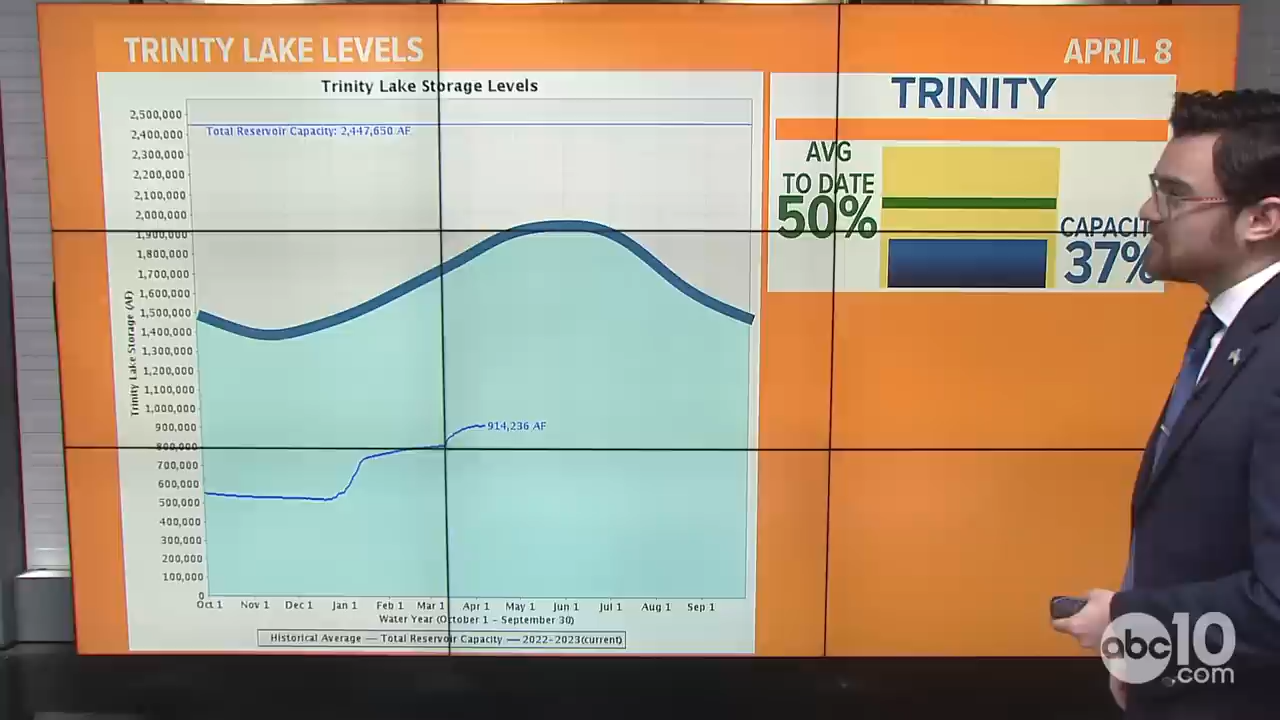 TRINITY LAKE LEVELS
APRIL 8
Trinity Lake Storage Levels
2,500,000
2,400,000
2,300,000
2,200,000
2,100,000
2,000,000
1,900,000
1,800,000
1,700,000
1,600,000
1,500,000
1,400,000
1,300,000
1,200,000
1,100,000
1,000,000
900,000
800,000
700,000
600,000
500,000
400,000
300,000
200,000
100,000
0
Trinity Lake Storage (AF)
Total Reservoir Capacity: 2,447,650 AF
914,236 AF
Oct 1 Nov 1 Dec 1 Jan 1 Feb 1 Mar 1 Apr 1 May 1 Jun 1 Jul 1 Aug 1 Sep 1
Water Year (October 1 - September 30)
Historical Average — Total Reservoir Capacity — 2022-2023(current)
TRINITY
AVG
TO DATE
50%
CAPACIT
37%
abc10
.com